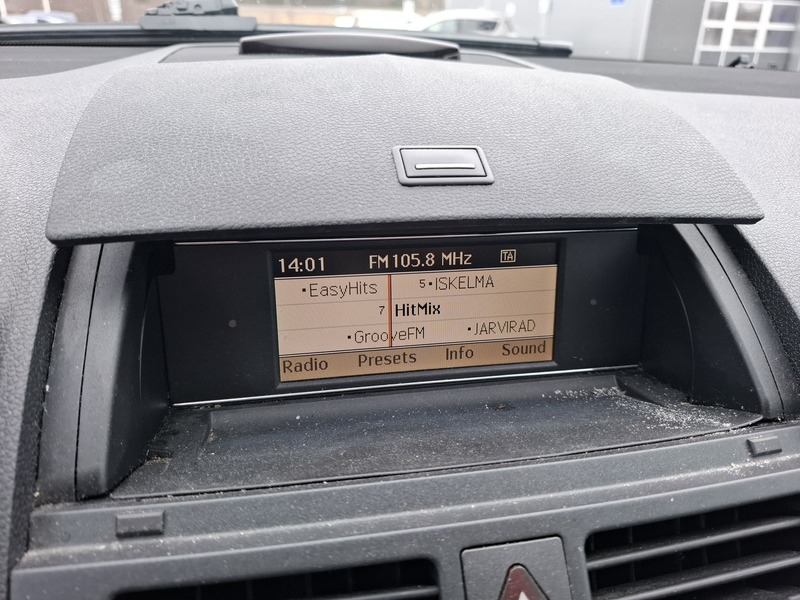 14:01 FM 105.8 MHz TA
•EasyHits 5•ISKELMA
7 HitMix
•GrooveFM •JARVIRAD
Radio Presets Info Sound